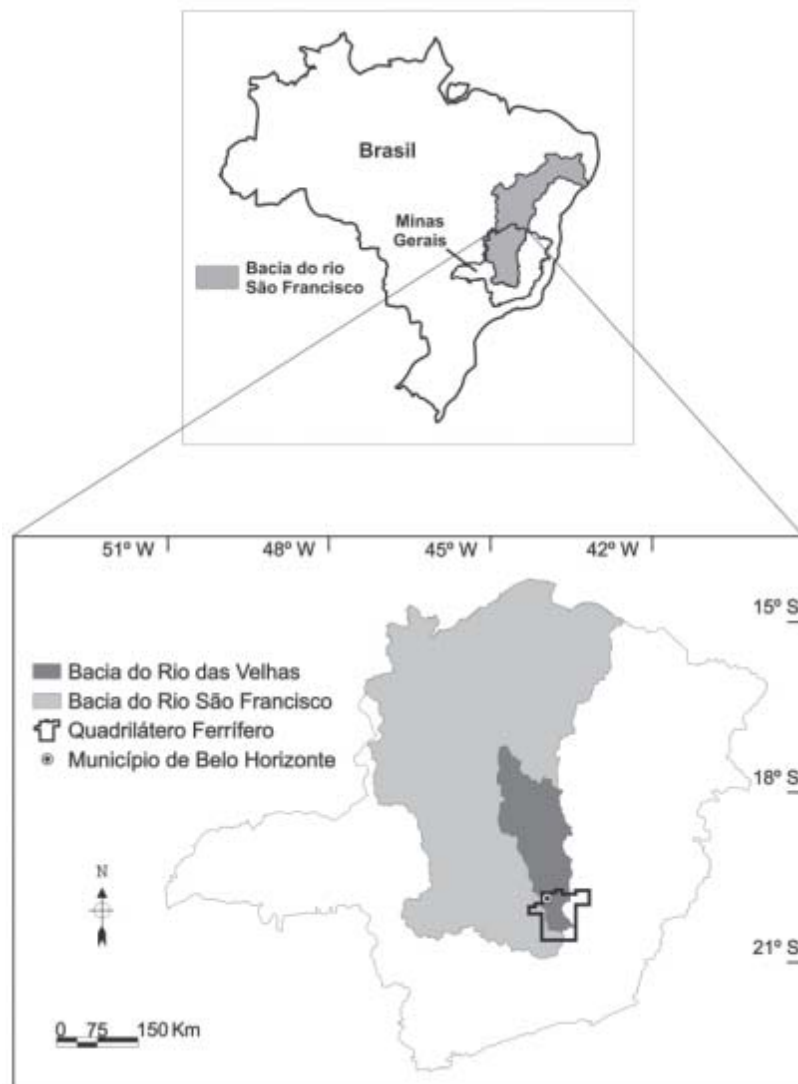 Brasil
Minas
Gerais
Bacia do rio
São Francisco
51º W
48º W
45º W
42º W
15º S
Bacia do Rio das Velhas
Bacia do Rio São Francisco
Quadrilátero Ferrífero
Município de Belo Horizonte
18º S
N
21º S
0 75 150 Km